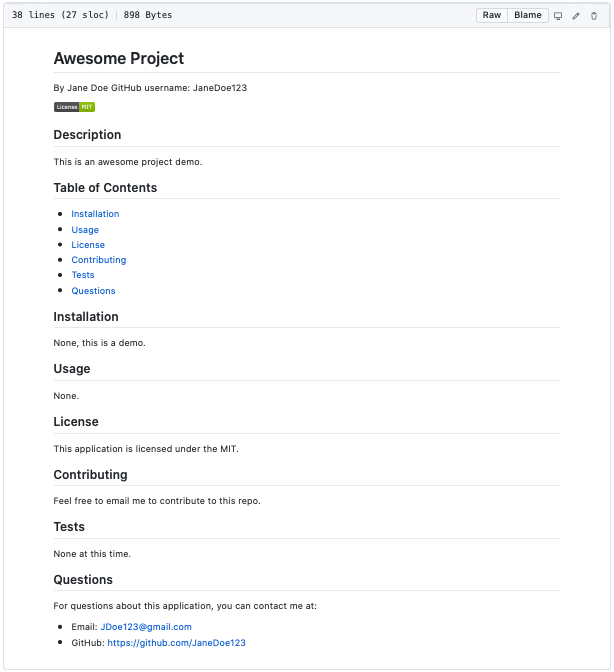 38 lines (27 sloc) | 898 Bytes Raw Blame
Awesome Project
By Jane Doe GitHub username: JaneDoe123
License MIT
Description
This is an awesome project demo.
Table of Contents
Installation
Usage
License
Contributing
Tests
Questions
Installation
None, this is a demo.
Usage
None.
License
This application is licensed under the MIT.
Contributing
Feel free to email me to contribute to this repo.
Tests
None at this time.
Questions
For questions about this application, you can contact me at:
Email: JDoe123@gmail.com
GitHub: https://github.com/JaneDoe123